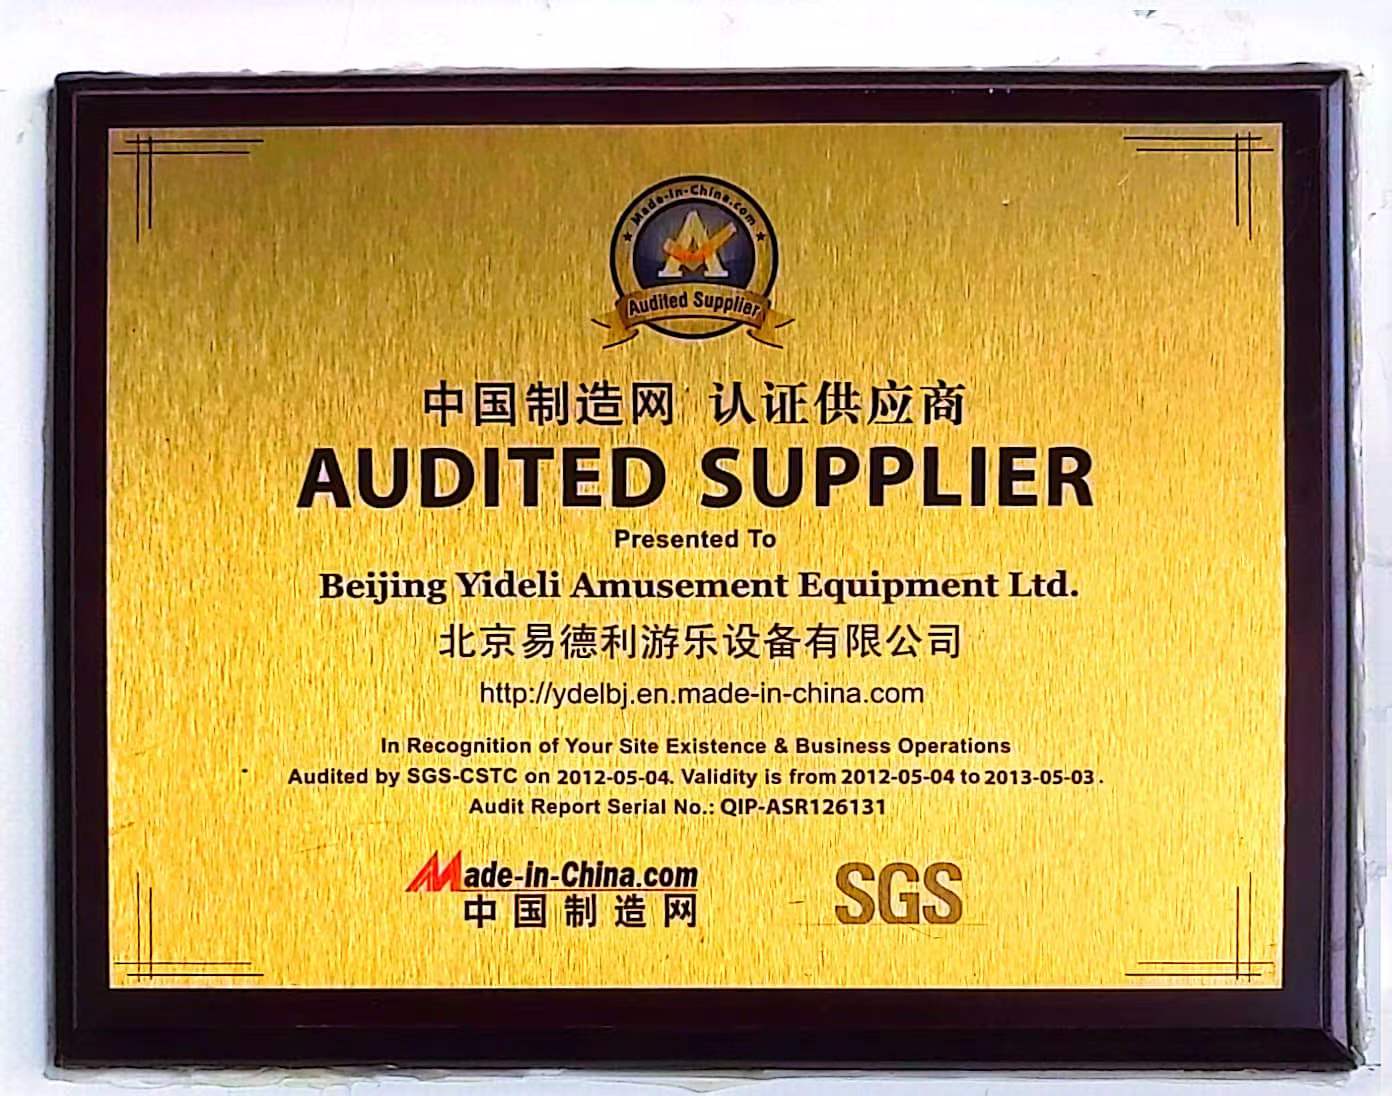 Made-in-China.com
A
Audited Supplier
中国制造网 认证供应商
AUDITED SUPPLIER
Presented To
Beijing Yideli Amusement Equipment Ltd.
北京易德利游乐设备有限公司
http://ydelbj.en.made-in-china.com
In Recognition of Your Site Existence & Business Operations
Audited by SGS-CSTC on 2012-05-04. Validity is from 2012-05-04 to 2013-05-03.
Audit Report Serial No.: QIP-ASR126131
Made-in-China.com
中国制造网
SGS